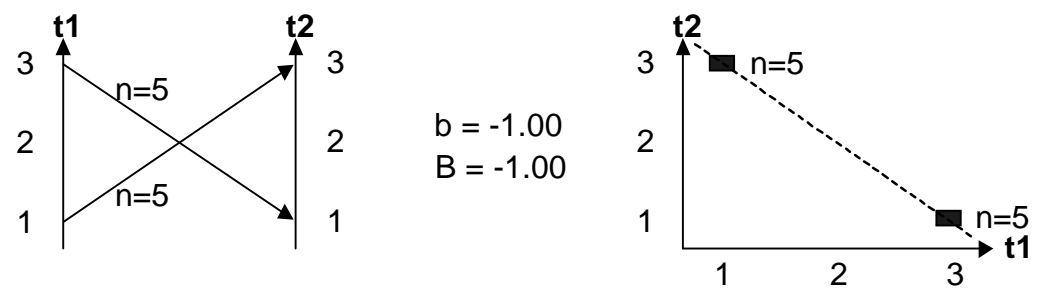 t1 t2
3 n=5 3
2 2
n=5
1 1
b = -1.00
B = -1.00
t2
3 n=5
2
1 n=5
t1
1 2 3